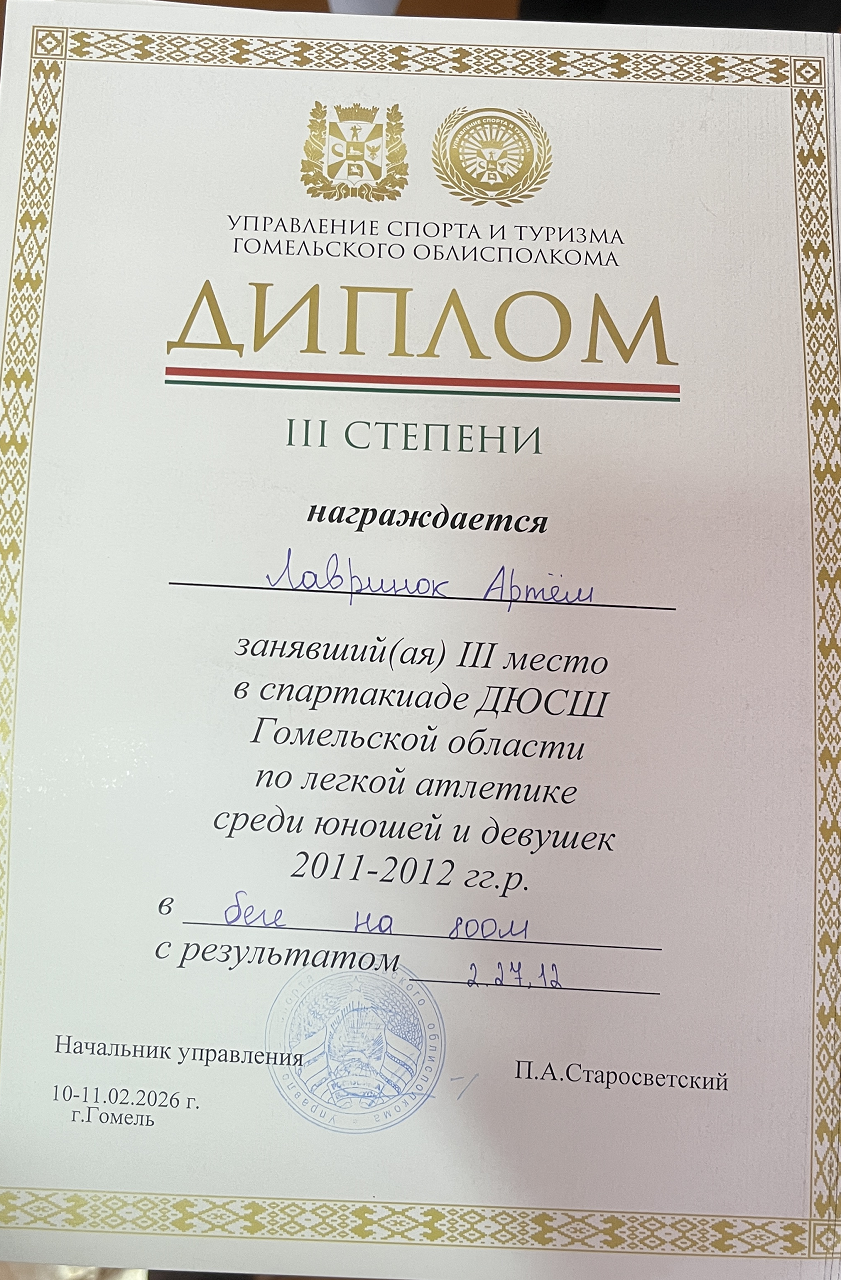 УПРАВЛЕНИЕ СПОРТА И ТУРИЗМА
ГОМЕЛЬСКОГО ОБЛИСПОЛКОМА
ДИПЛОМ
III СТЕПЕНИ
награждается
Лавринок Артём
занявший(ая) III место
в спартакиаде ДЮСШ
Гомельской области
по легкой атлетике
среди юношей и девушек
2011-2012 гг.р.
в беге на 800м
с результатом 2.27,12
Начальник управления
П.А.Старосветский
10-11.02.2026 г.
г.Гомель